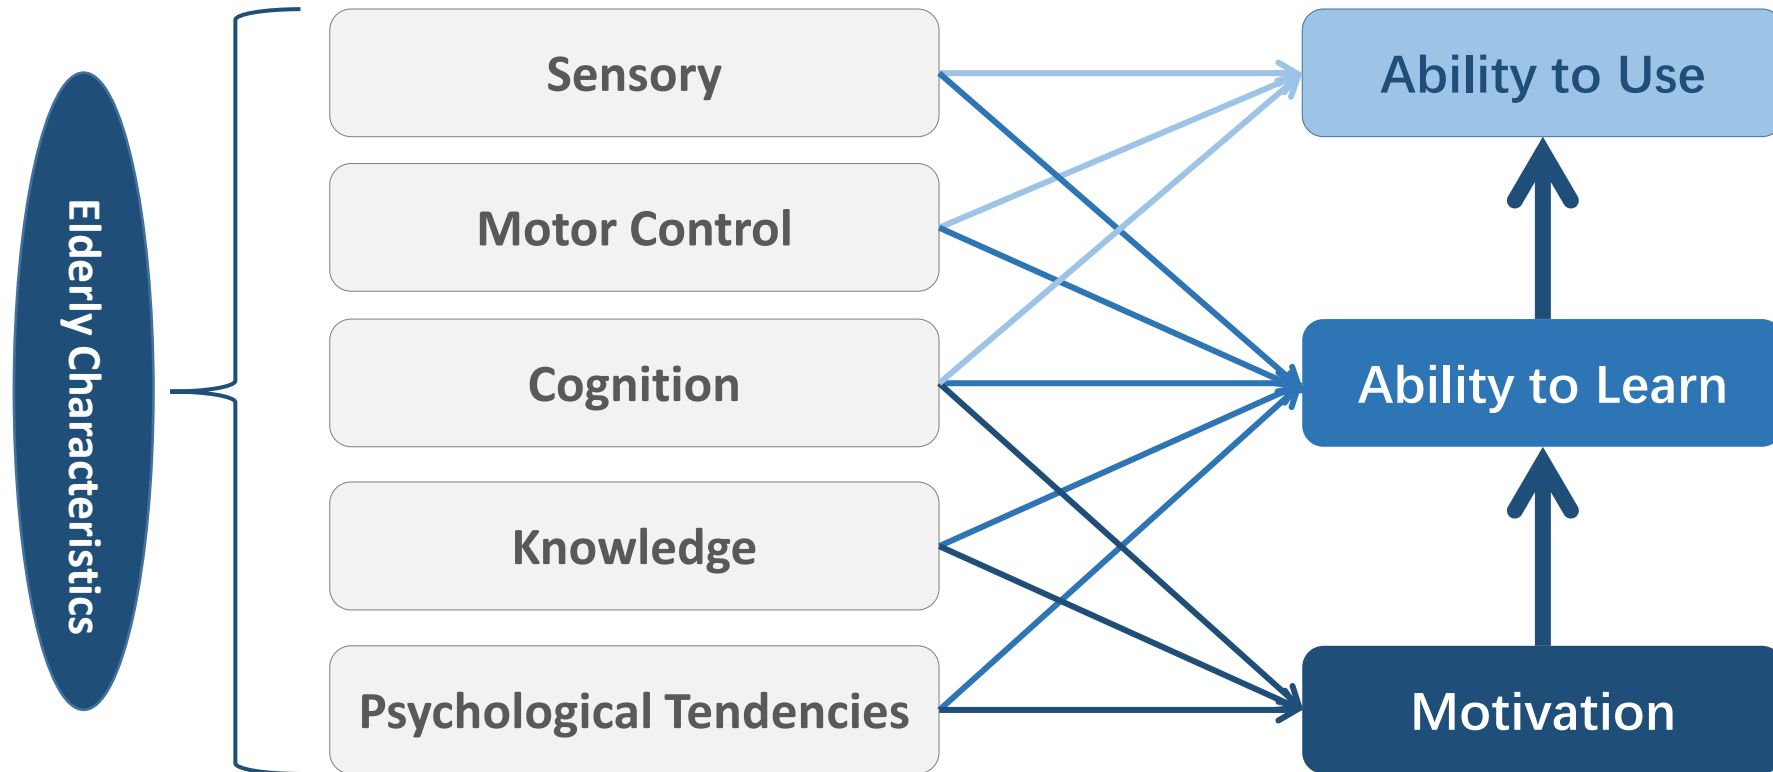 Elderly Characteristics
Sensory
Motor Control
Cognition
Knowledge
Psychological Tendencies
Ability to Use
Ability to Learn
Motivation